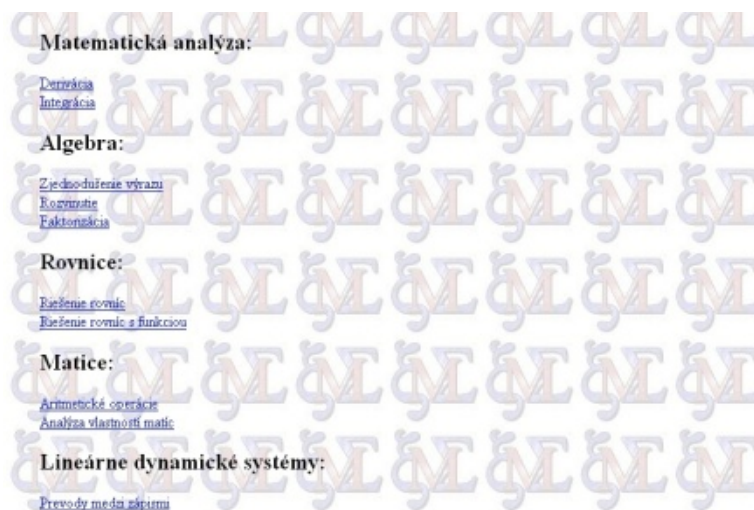 Matematická analýza:
Derivácia
Integrácia
Algebra:
Zjednodušenie výrazu
Rozvinutie
Faktorizácia
Rovnice:
Riešenie rovníc
Riešenie rovníc s funkciou
Matice:
Aritmetické operácie
Analýza vlastností matíc
Lineárne dynamické systémy:
Prevody medzi zápismi